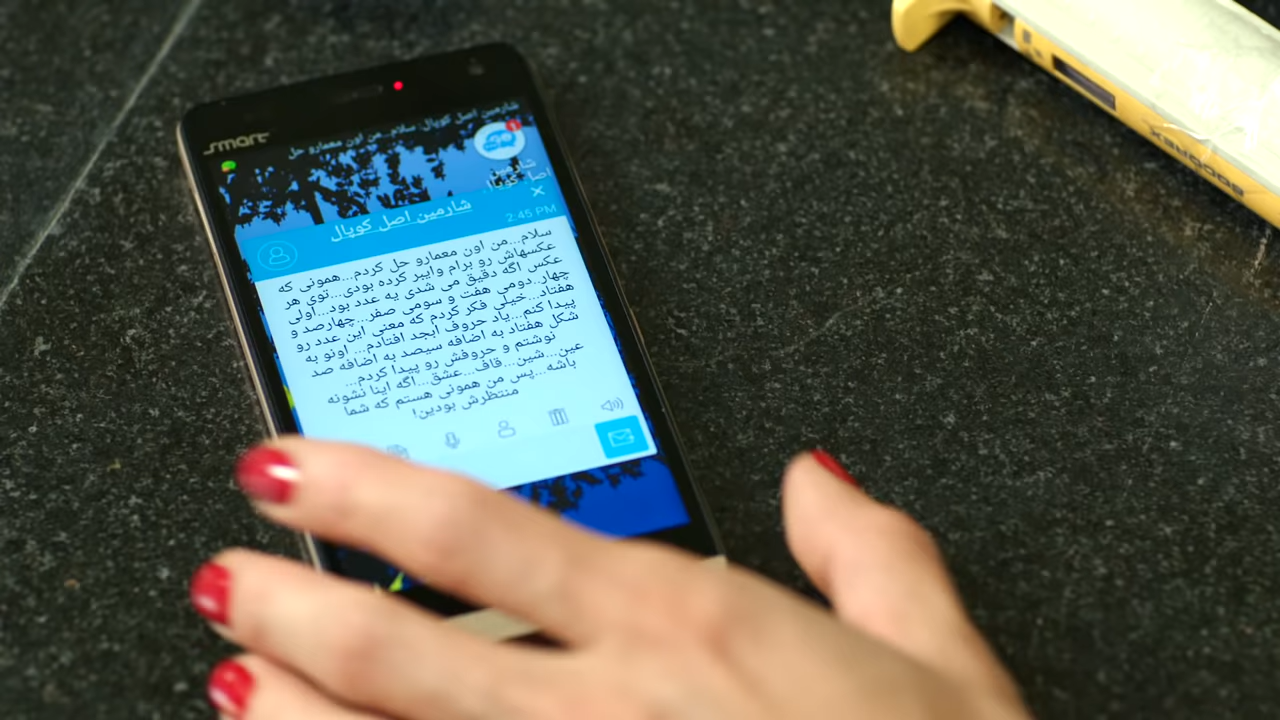 smart
شارمین اصل کوپال: سلام...من اون معمارو حل
1
شارمین
اصل کوپال
شارمین اصل کوپال
2:45 PM
سلام...من اون معمارو حل کردم...همونی که
عکسهاش رو برام وایبر کرده بودی...توی هر
عکس اگه دقیق می شدی یه عدد بود...اولی
چهار..دومی هفت و سومی صفر...چهارصد و
هفتاد...خیلی فکر کردم که معنی این عدد رو
پیدا کنم...یاد حروف ابجد افتادم... اونو به
شکل هفتاد به اضافه سیصد به اضافه صد
نوشتم و حروفش رو پیدا کردم...
عین...شین...قاف...عشق...اگه اینا نشونه
باشه...پس من همونی هستم که شما
منتظرش بودین!